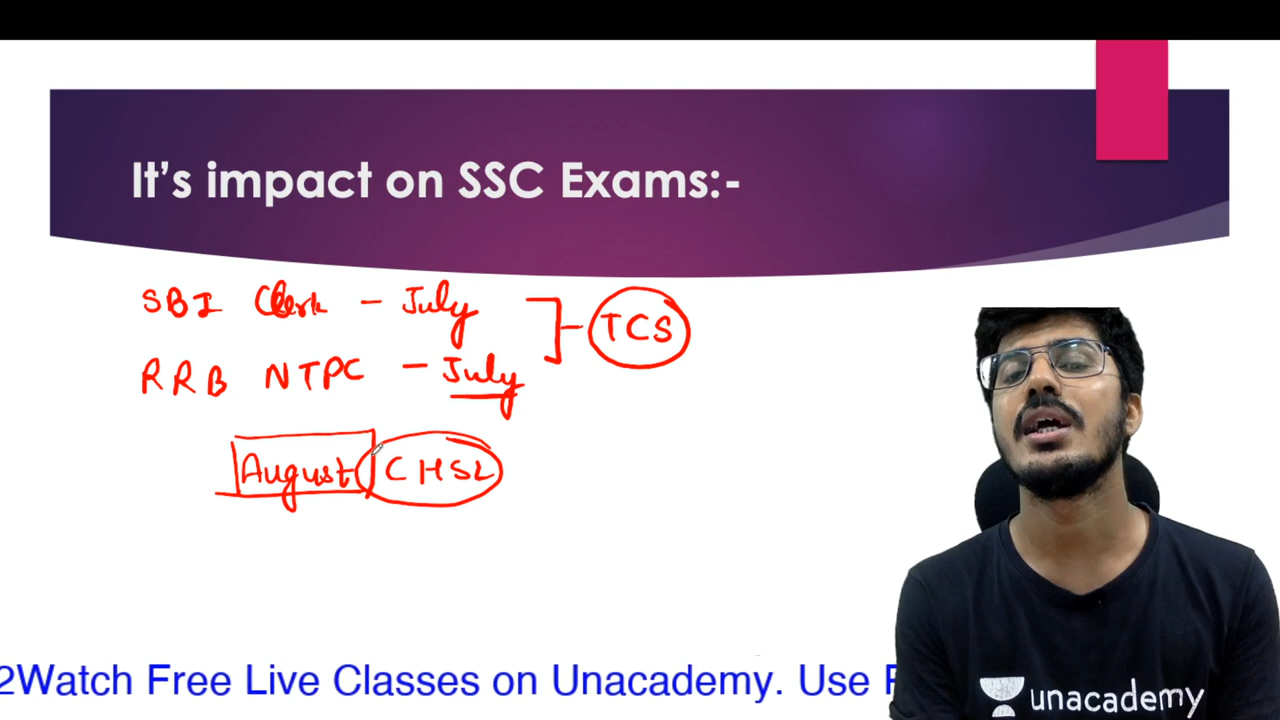 It's impact on SSC Exams:-
SBI Clerk - July
TCS
RRB NTPC - July
August CHSL
2Watch Free Live Classes on Unacademy. Use
unacademy